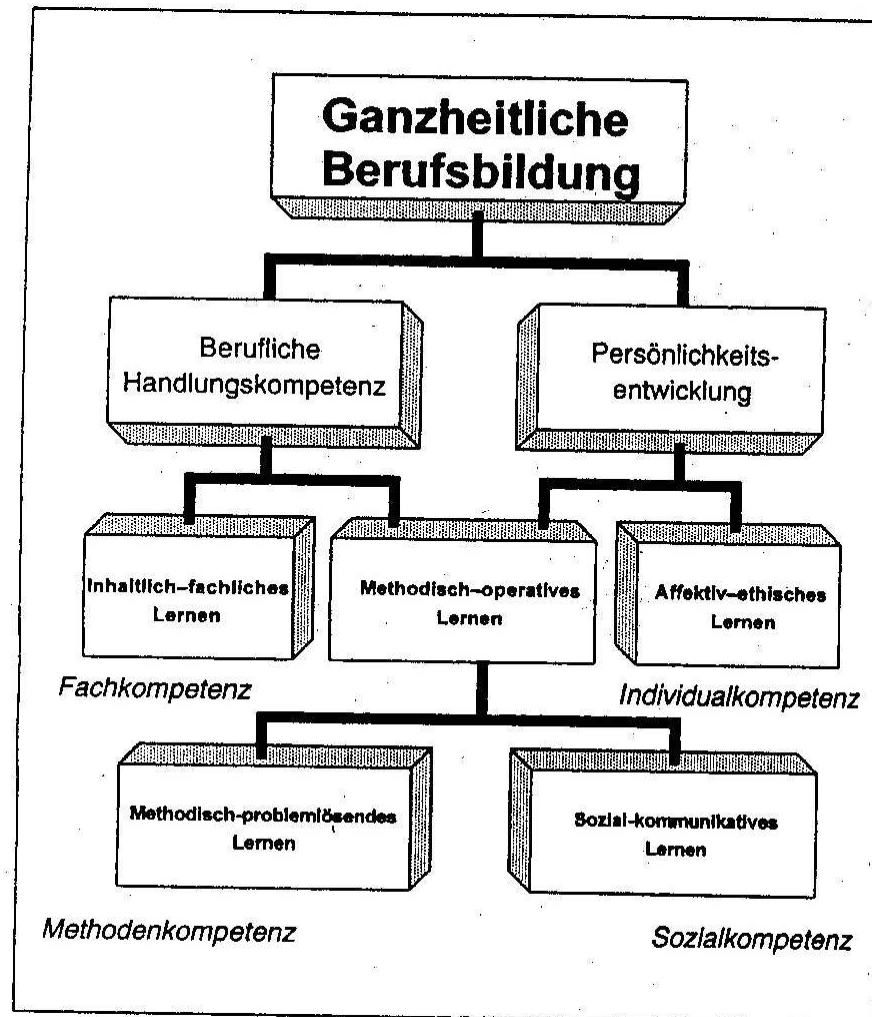 Ganzheitliche
Berufsbildung
Berufliche
Handlungskompetenz
Persönlichkeits-
entwicklung
Inhaltlich–fachliches
Lernen
Methodisch–operatives
Lernen
Affektiv–ethisches
Lernen
Fachkompetenz
Individualkompetenz
Methodisch-problemlösendes
Lernen
Sozial-kommunikatives
Lernen
Methodenkompetenz
Sozialkompetenz